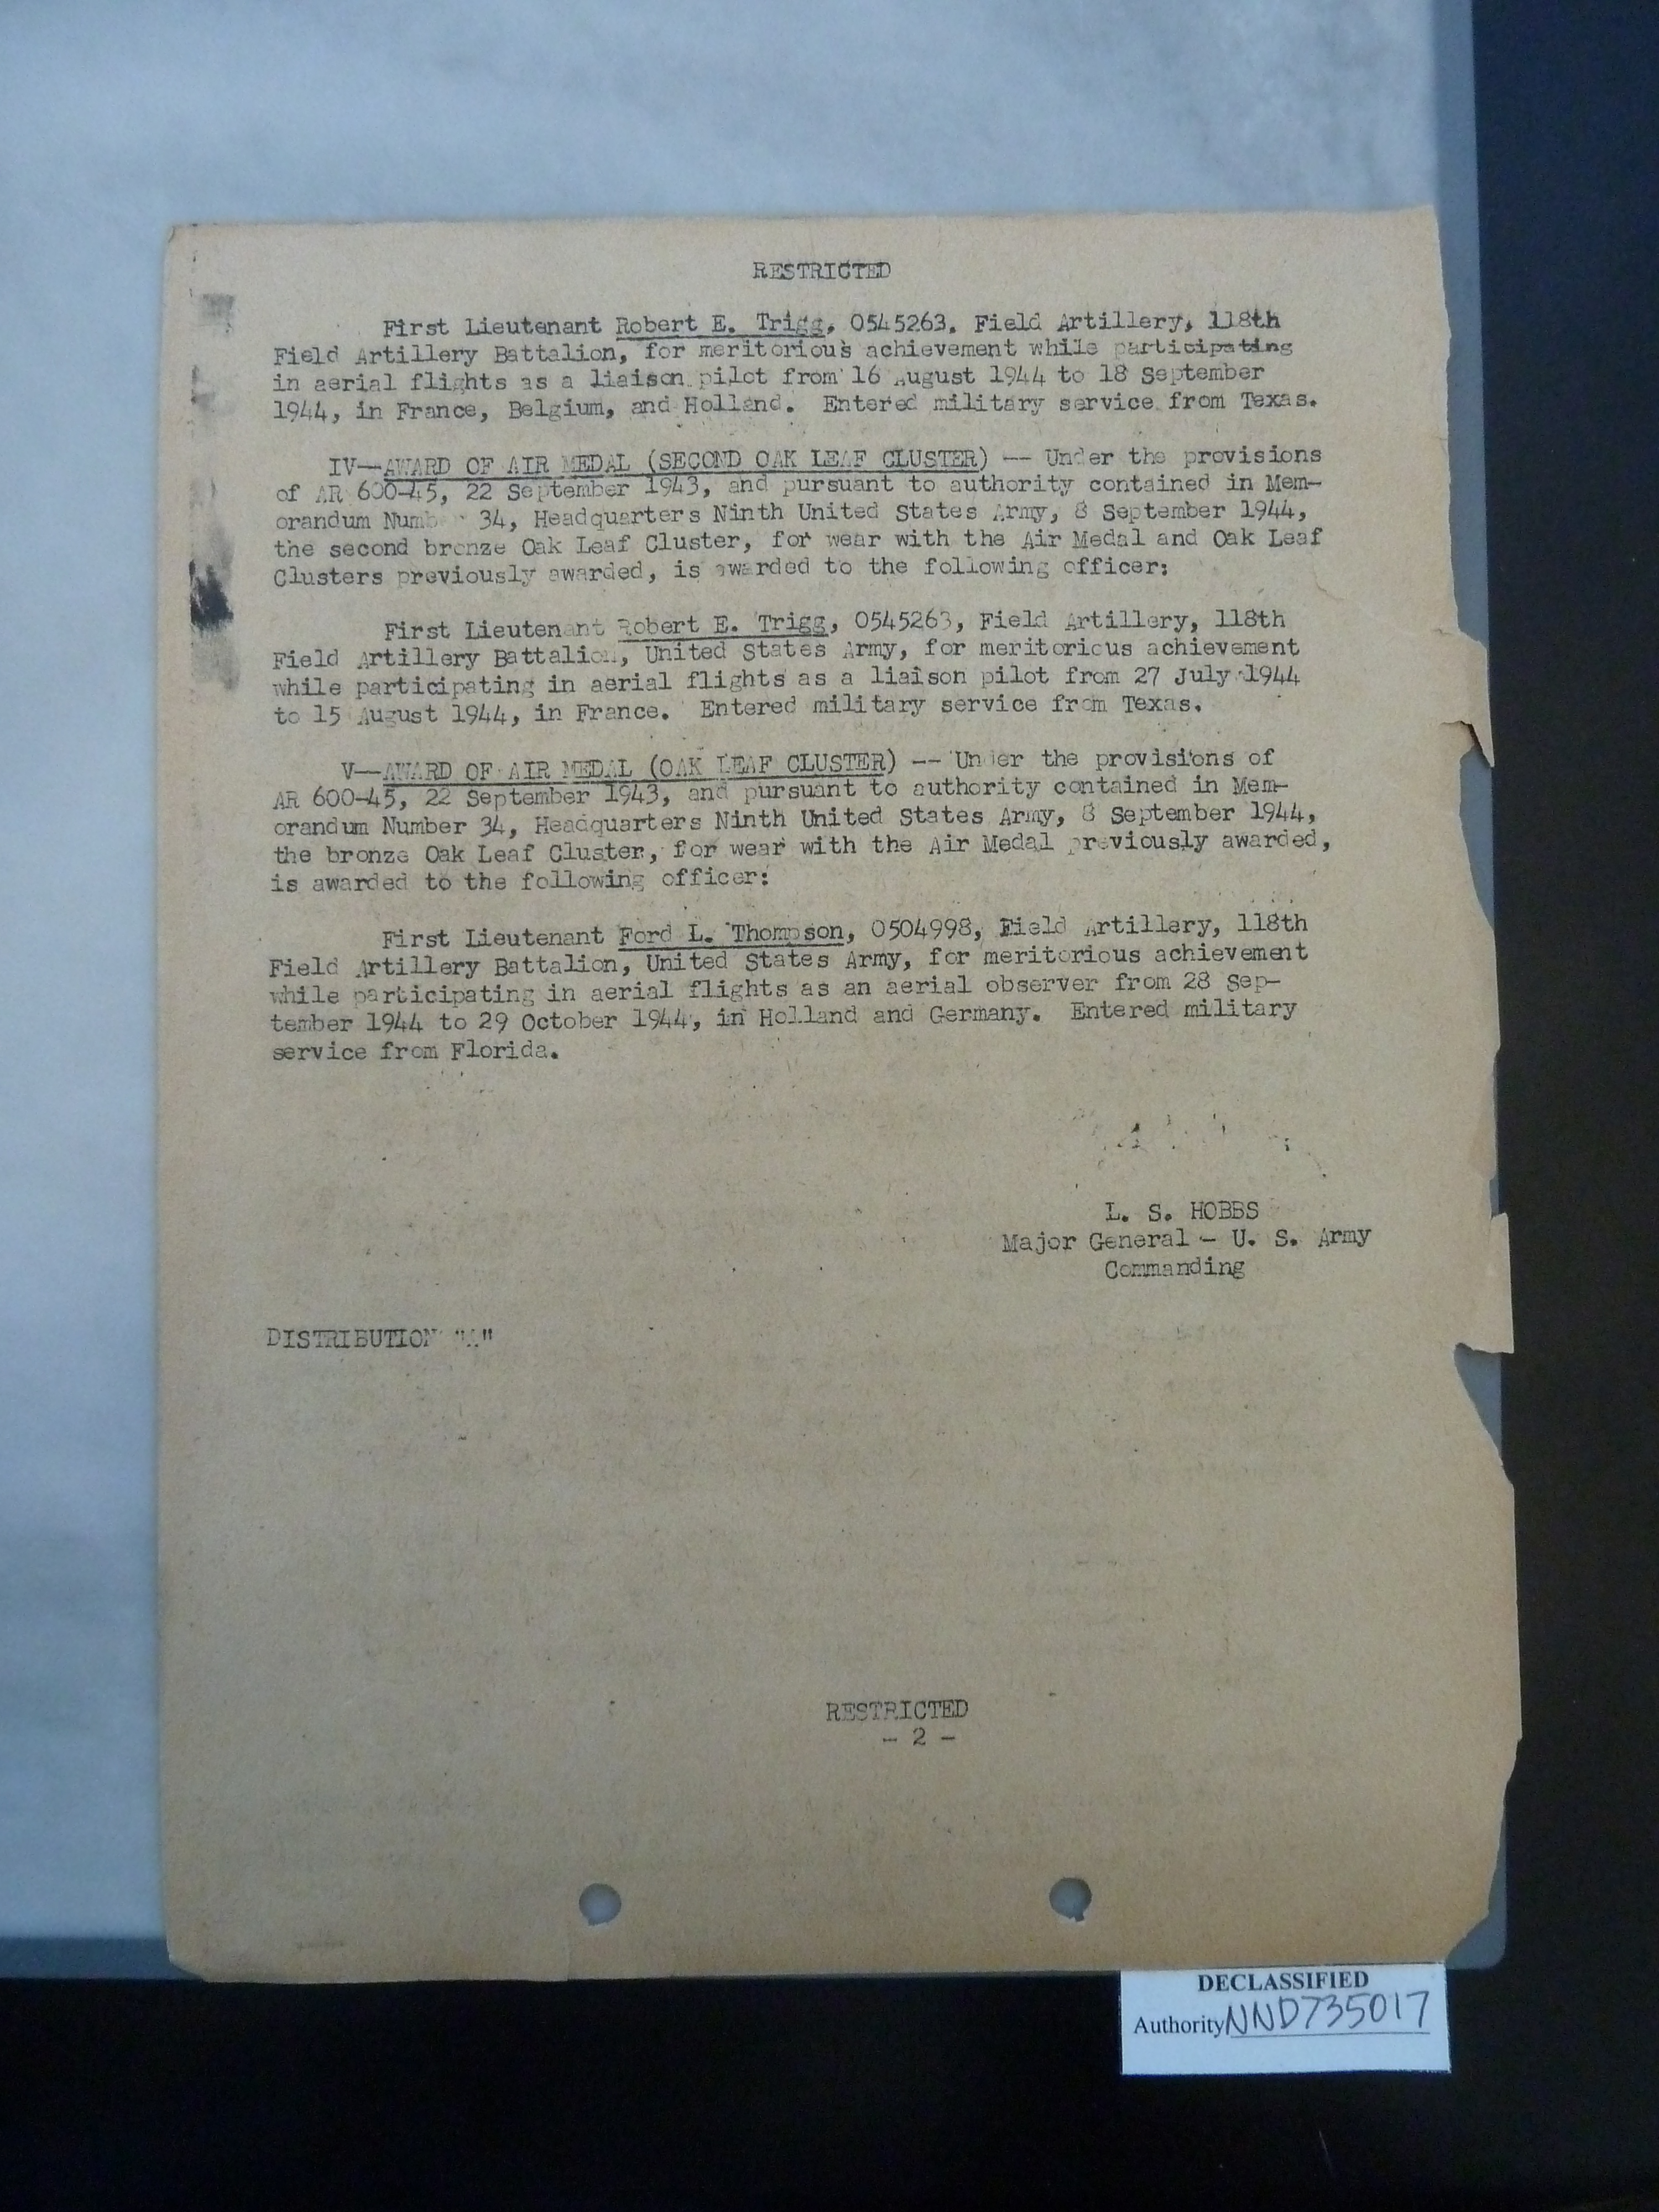 RESTRICTED
First Lieutenant Robert E. Trigg, 0545263, Field Artillery, 118th
Field Artillery Battalion, for meritorious achievement while participating
in aerial flights as a liaison pilot from 16 August 1944 to 18 September
1944, in France, Belgium, and Holland. Entered military service from Texas.
IV—AWARD OF AIR MEDAL (SECOND OAK LEAF CLUSTER) -- Under the provisions
of AR 600-45, 22 September 1943, and pursuant to authority contained in Mem-
orandum Number 34, Headquarters Ninth United States Army, 8 September 1944,
the second bronze Oak Leaf Cluster, for wear with the Air Medal and Oak Leaf
Clusters previously awarded, is awarded to the following officer:
First Lieutenant Robert E. Trigg, 0545263, Field Artillery, 118th
Field Artillery Battalion, United States Army, for meritorious achievement
while participating in aerial flights as a liaison pilot from 27 July 1944
to 15 August 1944, in France. Entered military service from Texas.
V—AWARD OF AIR MEDAL (OAK LEAF CLUSTER) -- Under the provisions of
AR 600-45, 22 September 1943, and pursuant to authority contained in Mem-
orandum Number 34, Headquarters Ninth United States Army, 8 September 1944,
the bronze Oak Leaf Cluster, for wear with the Air Medal previously awarded,
is awarded to the following officer:
First Lieutenant Ford L. Thompson, 0504998, Field Artillery, 118th
Field Artillery Battalion, United States Army, for meritorious achievement
while participating in aerial flights as an aerial observer from 28 Sep-
tember 1944 to 29 October 1944, in Holland and Germany. Entered military
service from Florida.
L. S. HOBBS
Major General - U. S. Army
Commanding
DISTRIBUTION
RESTRICTED
- 2 -
DECLASSIFIED
Authority NND735017